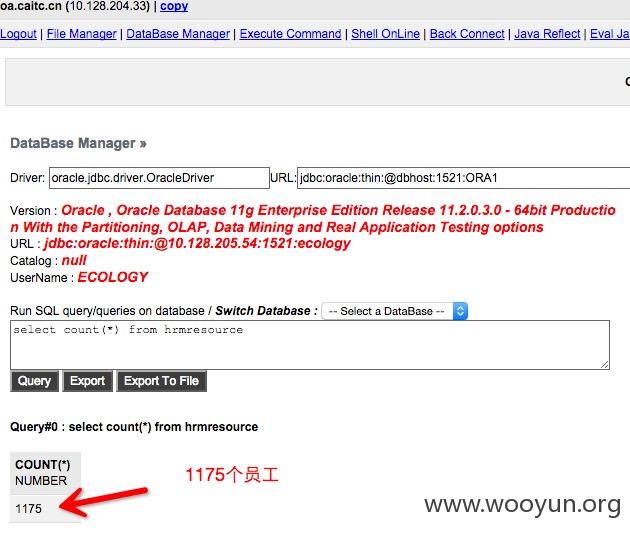 oa.caitc.cn (10.128.204.33) | copy
Logout | File Manager | DataBase Manager | Execute Command | Shell OnLine | Back Connect | Java Reflect | Eval Ja
DataBase Manager »
Driver: oracle.jdbc.driver.OracleDriver URL: jdbc:oracle:thin:@dbhost:1521:ORA1
Version : Oracle , Oracle Database 11g Enterprise Edition Release 11.2.0.3.0 - 64bit Productio
n With the Partitioning, OLAP, Data Mining and Real Application Testing options
URL : jdbc:oracle:thin:@10.128.205.54:1521:ecology
Catalog : null
UserName : ECOLOGY
Run SQL query/queries on database / Switch Database : -- Select a DataBase --
select count(*) from hrmresource
Query Export Export To File
Query#0 : select count(*) from hrmresource
COUNT(*)
NUMBER
1175
1175个员工
www.wooyun.org